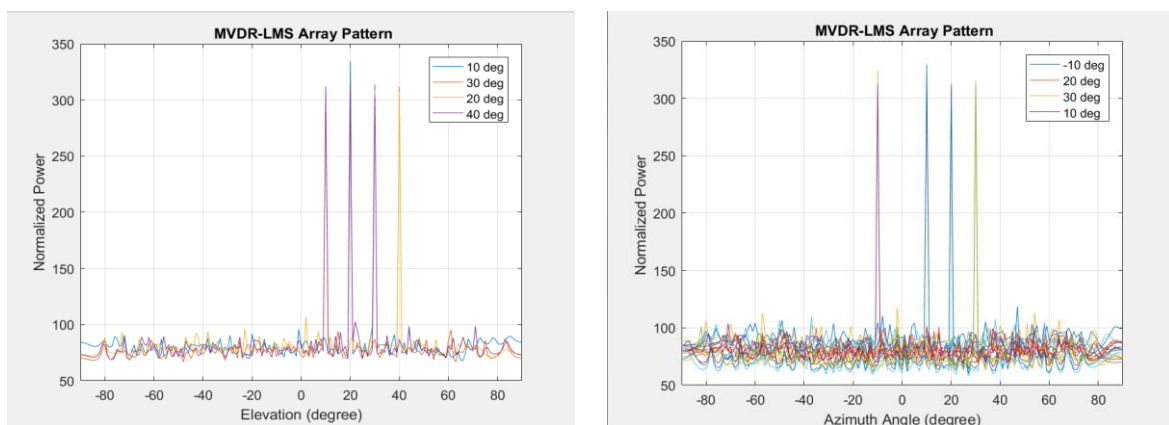 MVDR-LMS Array Pattern
350
300
250
200
150
100
50
Normalized Power
-80 -60 -40 -20 0 20 40 60 80
Elevation (degree)
10 deg
30 deg
20 deg
40 deg
MVDR-LMS Array Pattern
350
300
250
200
150
100
50
Normalized Power
-80 -60 -40 -20 0 20 40 60 80
Azimuth Angle (degree)
-10 deg
20 deg
30 deg
10 deg